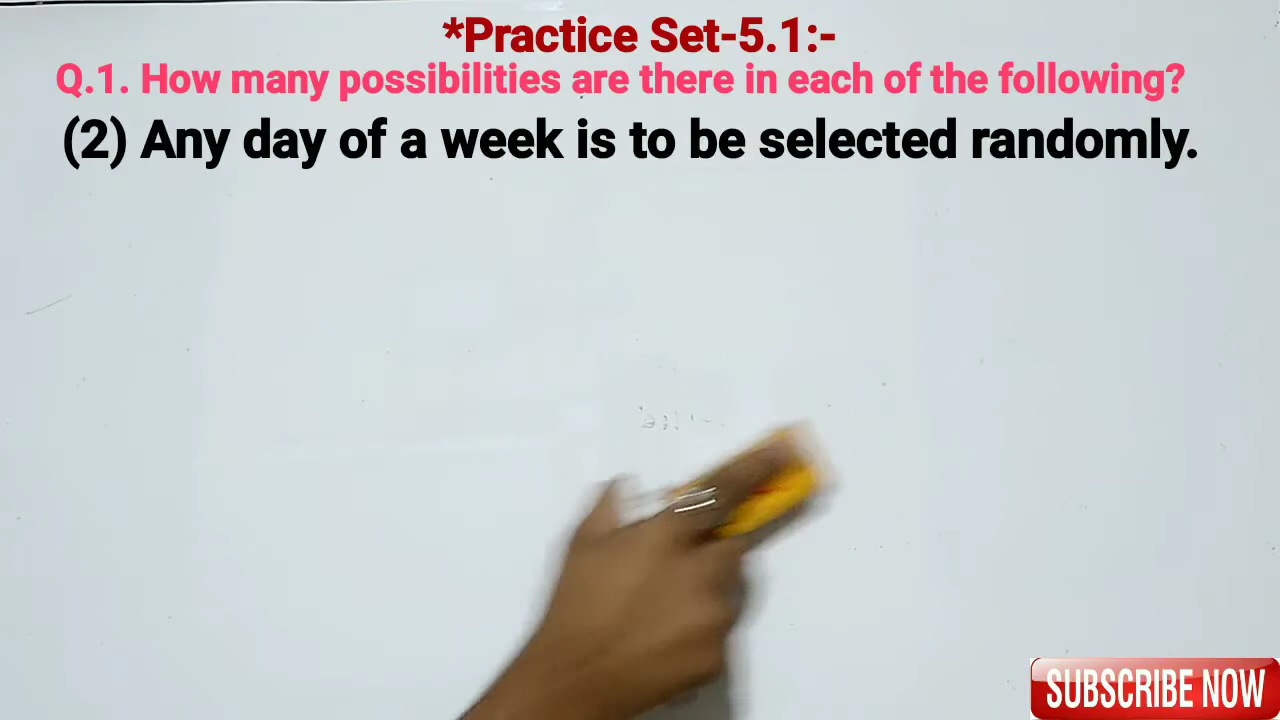 *Practice Set-5.1:-
Q.1. How many possibilities are there in each of the following?
(2) Any day of a week is to be selected randomly.
SUBSCRIBE NOW